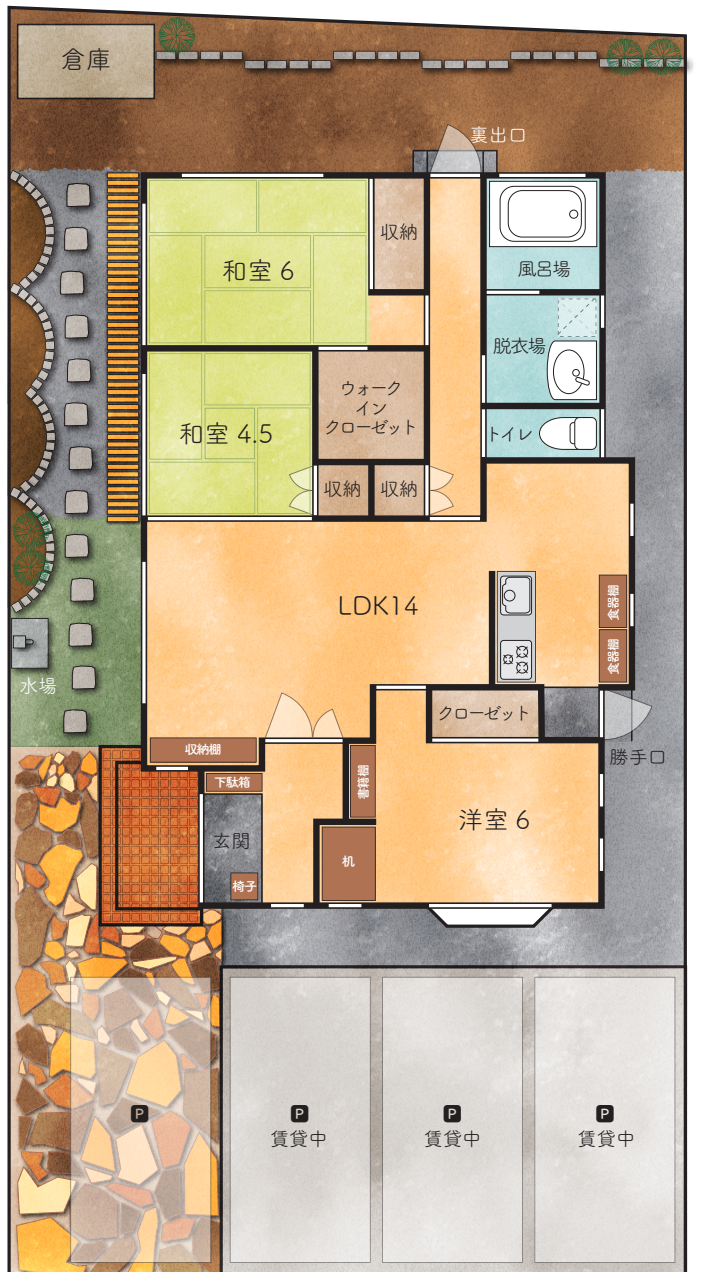 倉庫
裏出口
収納
和室 6
風呂場
脱衣場
ウォーク
イン
クローゼット
和室 4.5
トイレ
収納
収納
LDK14
食器棚
食器棚
水場
クローゼット
収納棚
勝手口
下駄箱
書籍棚
洋室 6
玄関
机
椅子
P
P
賃貸中
P
賃貸中
P
賃貸中